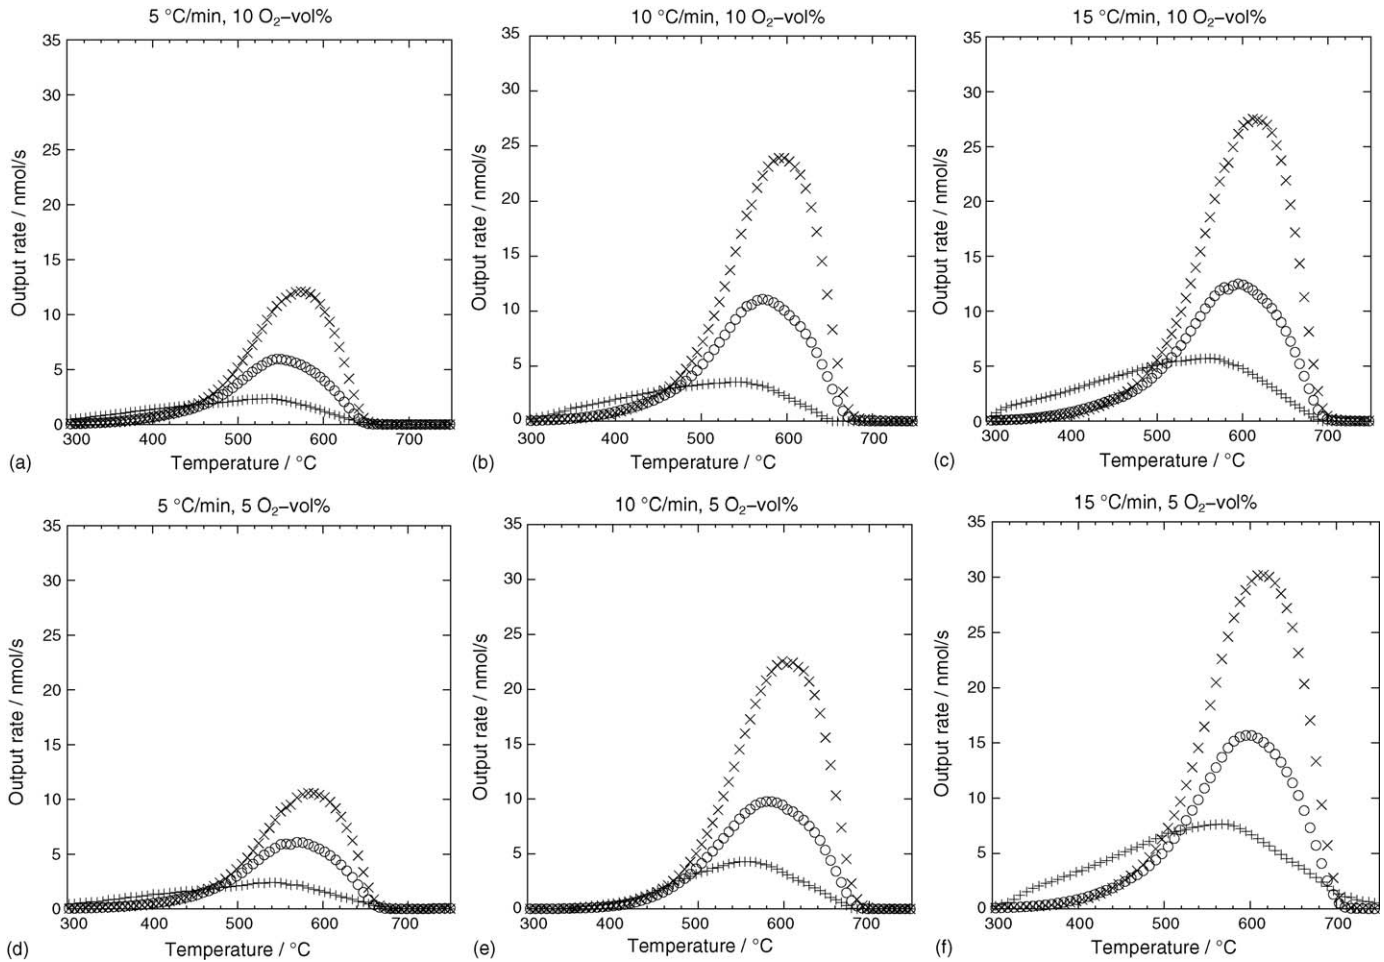 5 °C/min, 10 O₂–vol%
10 °C/min, 10 O₂–vol%
15 °C/min, 10 O₂–vol%
35
30
25
20
15
10
5
0
Output rate / nmol/s
300 400 500 600 700
(a) Temperature / °C
35
30
25
20
15
10
5
0
Output rate / nmol/s
300 400 500 600 700
(b) Temperature / °C
35
30
25
20
15
10
5
0
Output rate / nmol/s
300 400 500 600 700
(c) Temperature / °C
5 °C/min, 5 O₂–vol%
10 °C/min, 5 O₂–vol%
15 °C/min, 5 O₂–vol%
35
30
25
20
15
10
5
0
Output rate / nmol/s
300 400 500 600 700
(d) Temperature / °C
35
30
25
20
15
10
5
0
Output rate / nmol/s
300 400 500 600 700
(e) Temperature / °C
35
30
25
20
15
10
5
0
Output rate / nmol/s
300 400 500 600 700
(f) Temperature / °C